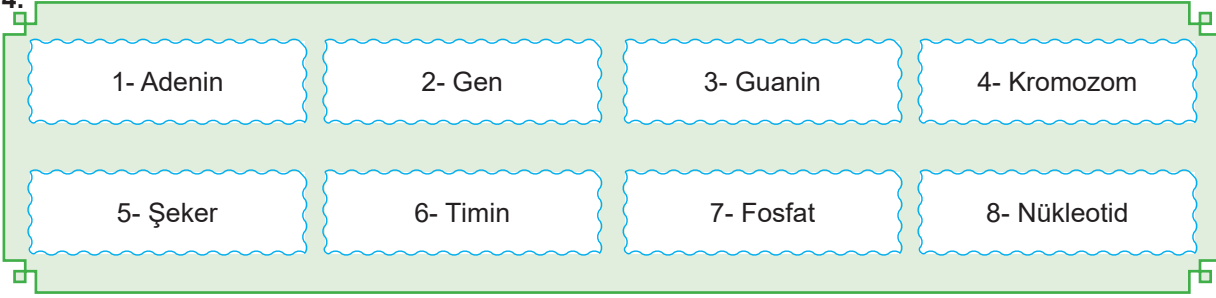 4.
1- Adenin
2- Gen
3- Guanin
4- Kromozom
5- Şeker
6- Timin
7- Fosfat
8- Nükleotid